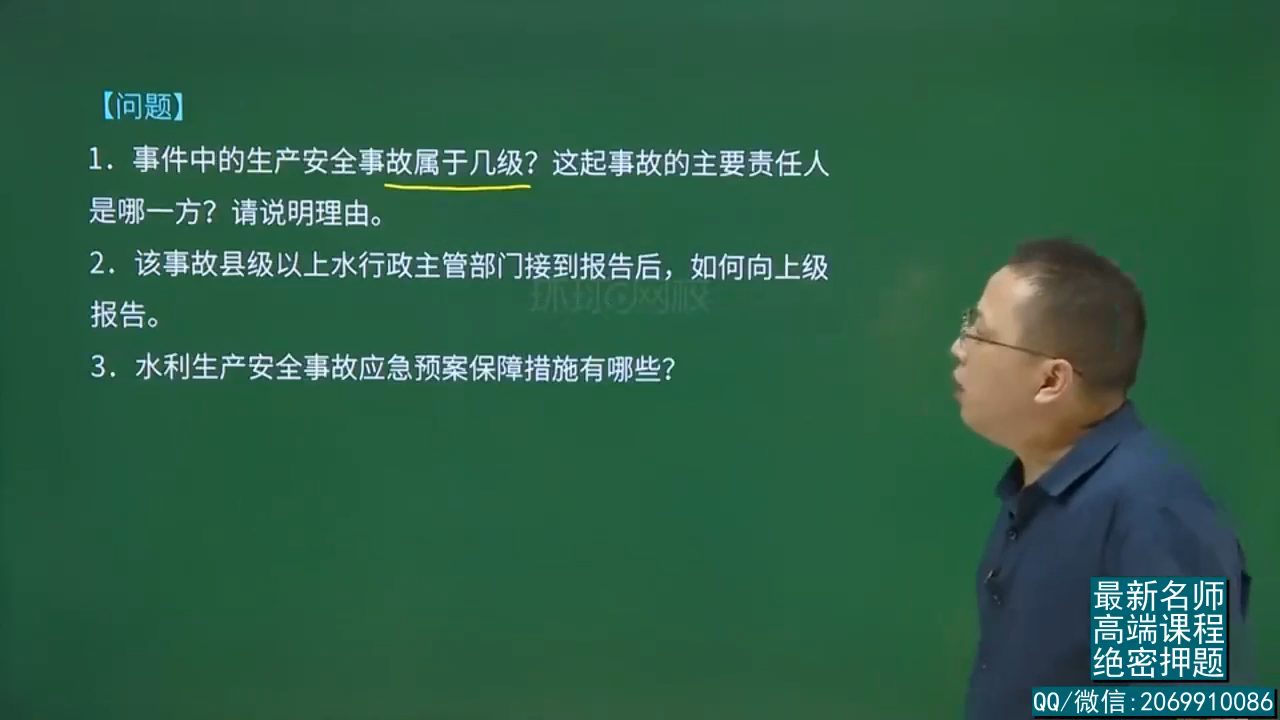 【问题】
1．事件中的生产安全事故属于几级？这起事故的主要责任人
是哪一方？请说明理由。
2．该事故县级以上水行政主管部门接到报告后，如何向上级
报告。
环球网校
3．水利生产安全事故应急预案保障措施有哪些？
最新名师
高端课程
绝密押题
QQ/微信:2069910086